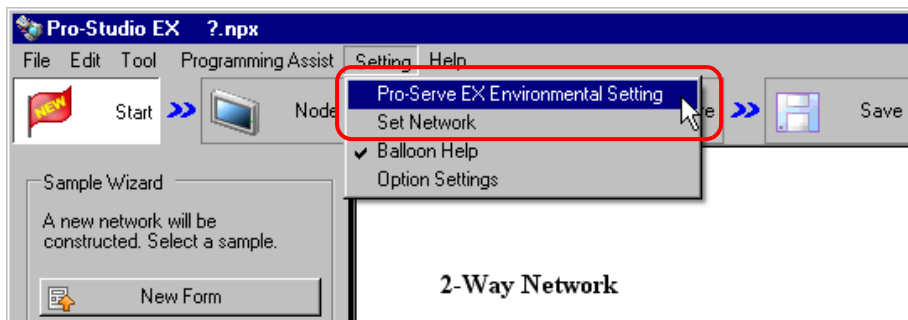 Pro-Studio EX ?.npx
File Edit Tool Programming Assist Setting Help
NEW
Start Node Save
Pro-Serve EX Environmental Setting
Set Network
Balloon Help
Option Settings
Sample Wizard
A new network will be
constructed. Select a sample.
New Form
2-Way Network